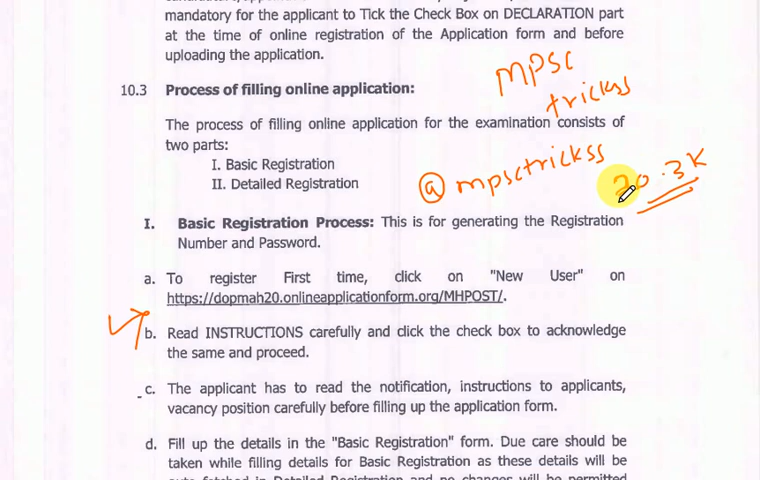 mandatory for the applicant to Tick the Check Box on DECLARATION part
at the time of online registration of the Application form and before
uploading the application.
mpsc
trickss
10.3 Process of filling online application:
The process of filling online application for the examination consists of
two parts:
I. Basic Registration
II. Detailed Registration
@ mpsctrickss
20.3K
I. Basic Registration Process: This is for generating the Registration
Number and Password.
a. To register First time, click on "New User" on
https://dopmah20.onlineapplicationform.org/MHPOST/.
b. Read INSTRUCTIONS carefully and click the check box to acknowledge
the same and proceed.
c. The applicant has to read the notification, instructions to applicants,
vacancy position carefully before filling up the application form.
d. Fill up the details in the "Basic Registration" form. Due care should be
taken while filling details for Basic Registration as these details will be